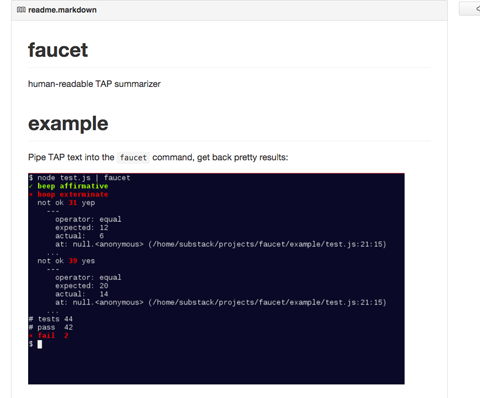 readme.markdown
faucet
human-readable TAP summarizer
example
Pipe TAP text into the faucet command, get back pretty results:
$ node test.js | faucet
✓ beep affirmative
⨯ boop exterminate
not ok 31 yep
---
operator: equal
expected: 12
actual: 6
at: null.<anonymous> (/home/substack/projects/faucet/example/test.js:21:15)
...
not ok 39 yes
---
operator: equal
expected: 20
actual: 14
at: null.<anonymous> (/home/substack/projects/faucet/example/test.js:21:15)
...
# tests 44
# pass 42
⨯ fail 2
$